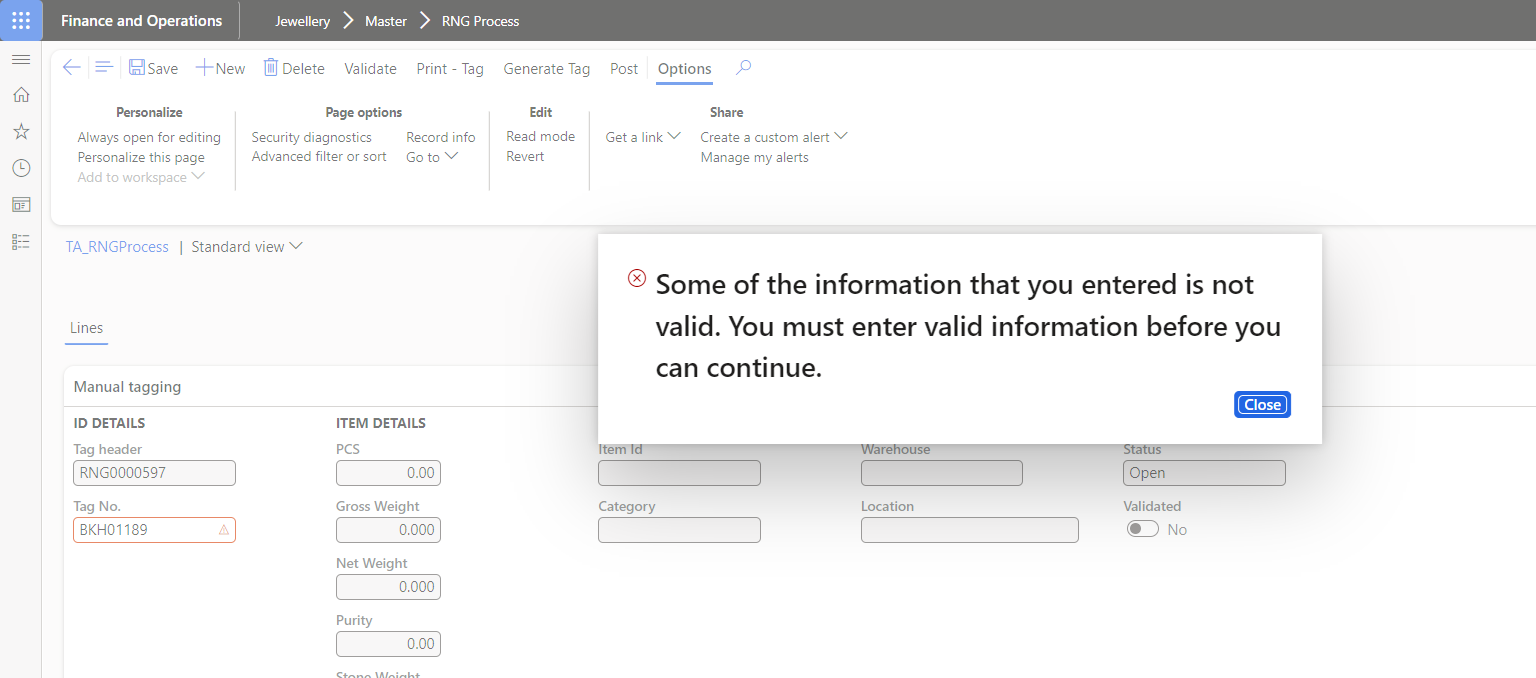 Finance and Operations
Jewellery
Master
RNG Process
Save
New
Delete
Validate
Print - Tag
Generate Tag
Post
Options
Personalize
Always open for editing
Personalize this page
Add to workspace
Page options
Security diagnostics
Advanced filter or sort
Record info
Go to
Edit
Read mode
Revert
Get a link
Share
Create a custom alert
Manage my alerts
TA_RNGProcess | Standard view
Some of the information that you entered is not
valid. You must enter valid information before you
can continue.
Close
Lines
Manual tagging
ID DETAILS
Tag header
RNG0000597
Tag No.
BKH01189
ITEM DETAILS
PCS
0.00
Gross Weight
0.000
Net Weight
0.000
Purity
0.00
Stone Weight
Item Id
Category
Warehouse
Location
Status
Open
Validated
No